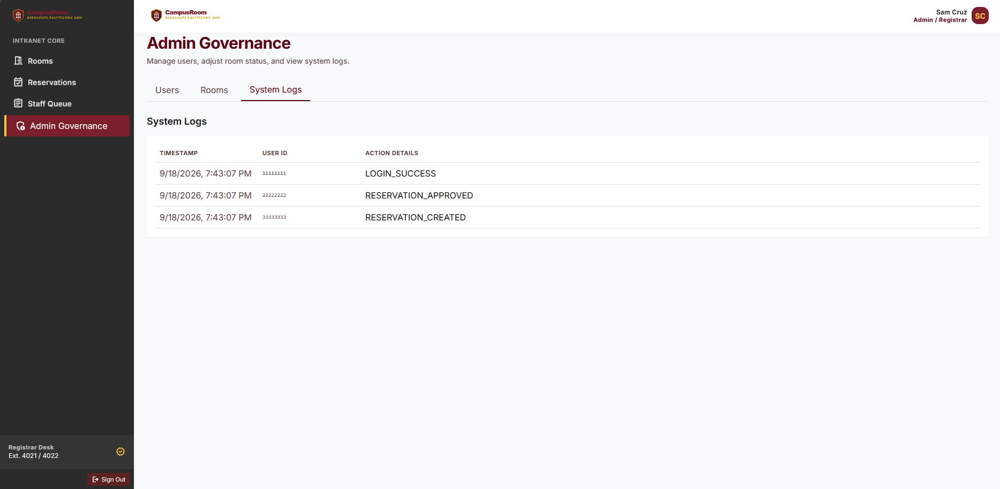 CampusRoom
BUENAVISTA POLYTECHNIC UNIV
INTRANET CORE
Rooms
Reservations
Staff Queue
Admin Governance
Registrar Desk
Ext. 4021 / 4022
Sign Out
CampusRoom
BUENAVISTA POLYTECHNIC UNIV
Sam Cruz
Admin / Registrar
SC
Admin Governance
Manage users, adjust room status, and view system logs.
Users Rooms System Logs
System Logs
TIMESTAMP USER ID ACTION DETAILS
9/18/2026, 7:43:07 PM 11111111 LOGIN_SUCCESS
9/18/2026, 7:43:07 PM 22222222 RESERVATION_APPROVED
9/18/2026, 7:43:07 PM 33333333 RESERVATION_CREATED